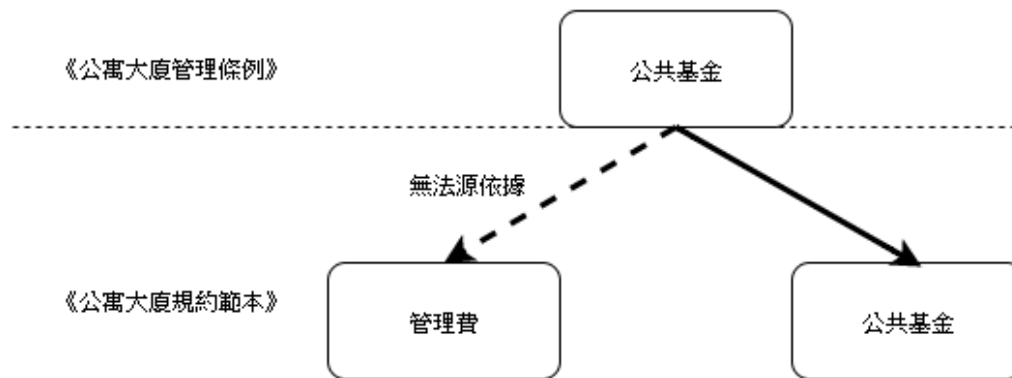 《公寓大廈管理條例》
公共基金
無法源依據
《公寓大廈規約範本》
管理費
公共基金